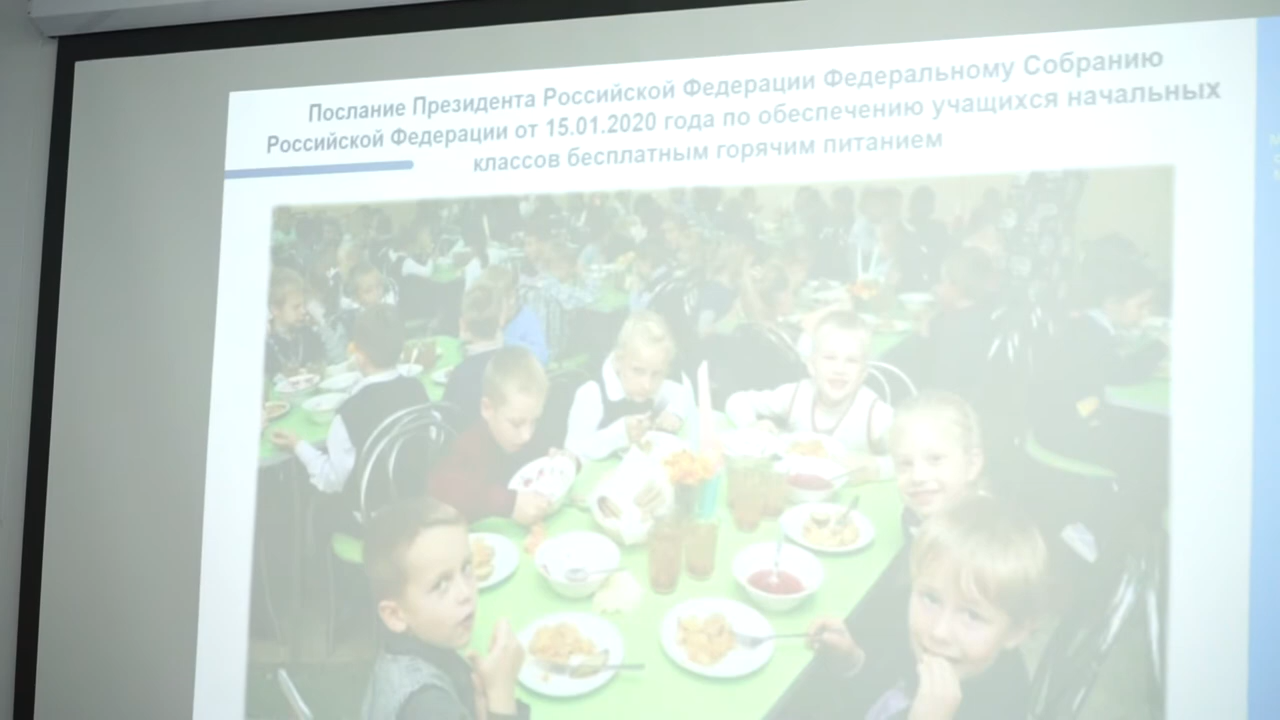 Послание Президента Российской Федерации Федеральному Собранию
Российской Федерации от 15.01.2020 года по обеспечению учащихся начальных
классов бесплатным горячим питанием